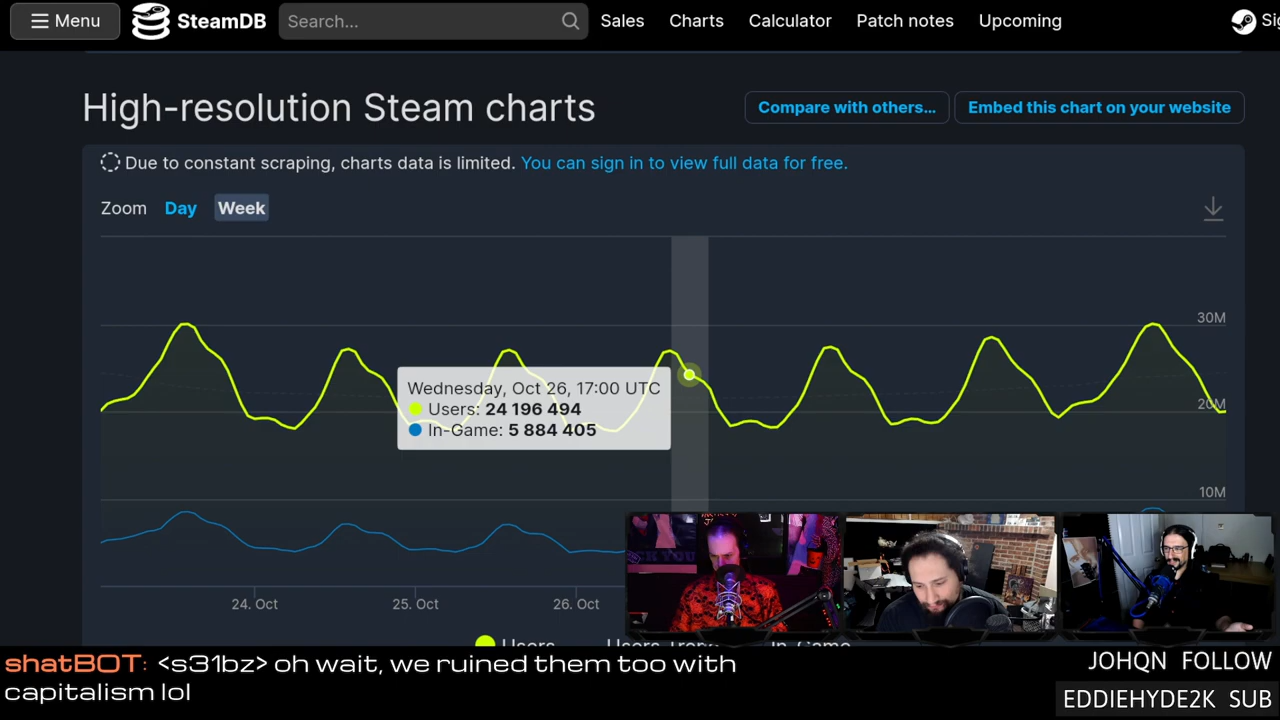 Menu
SteamDB
Search...
Sales
Charts
Calculator
Patch notes
Upcoming
High-resolution Steam charts
Compare with others...
Embed this chart on your website
Due to constant scraping, charts data is limited. You can sign in to view full data for free.
Zoom
Day
Week
30M
Wednesday, Oct 26, 17:00 UTC
Users: 24 196 494
In-Game: 5 884 405
20M
10M
24. Oct
25. Oct
26. Oct
Users
In-Game
shatBOT: <s31bz> oh wait, we ruined them too with
capitalism lol
JOHQN FOLLOW
EDDIEHYDE2K SUB